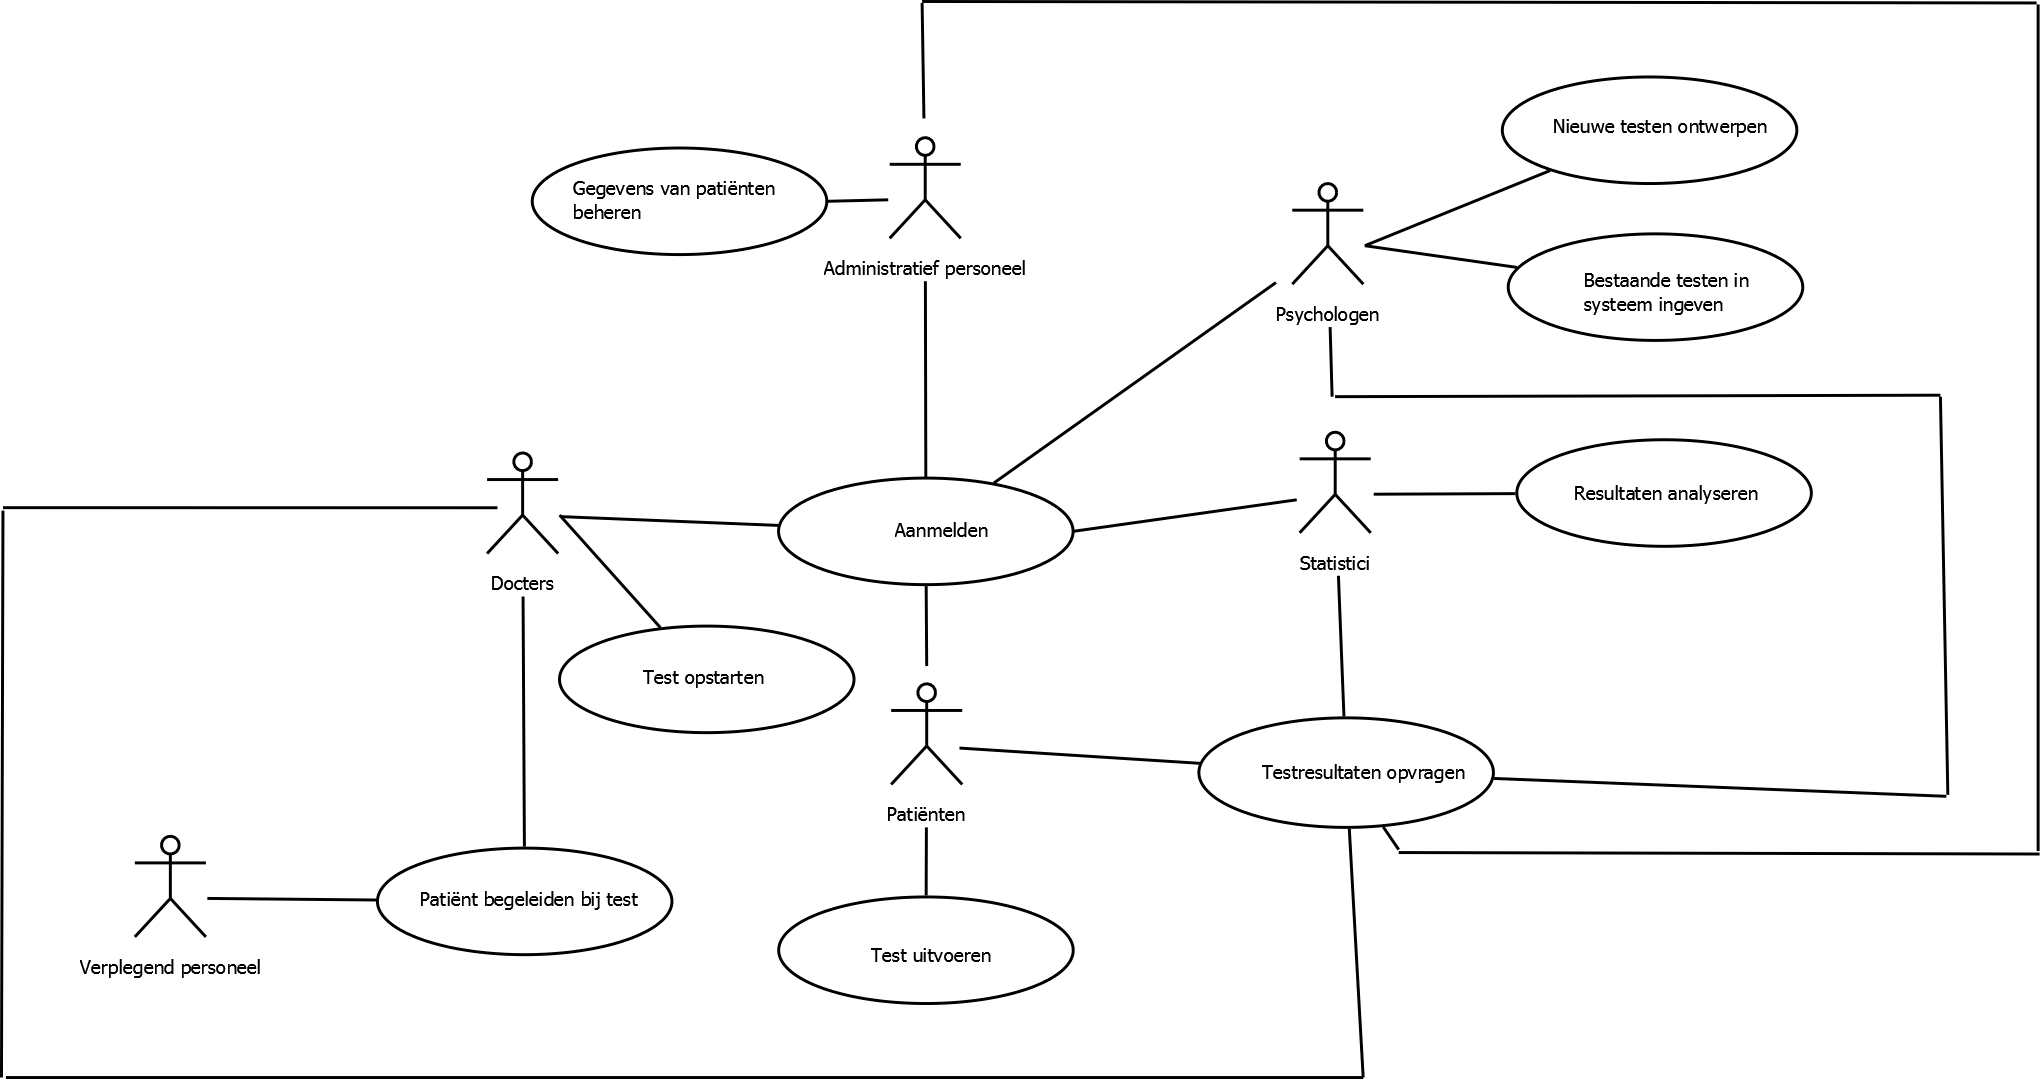 Nieuwe testen ontwerpen
Gegevens van patiënten
beheren
Administratief personeel
Bestaande testen in
systeem ingeven
Psychologen
Resultaten analyseren
Aanmelden
Statistici
Docters
Test opstarten
Testresultaten opvragen
Patiënten
Patiënt begeleiden bij test
Test uitvoeren
Verplegend personeel